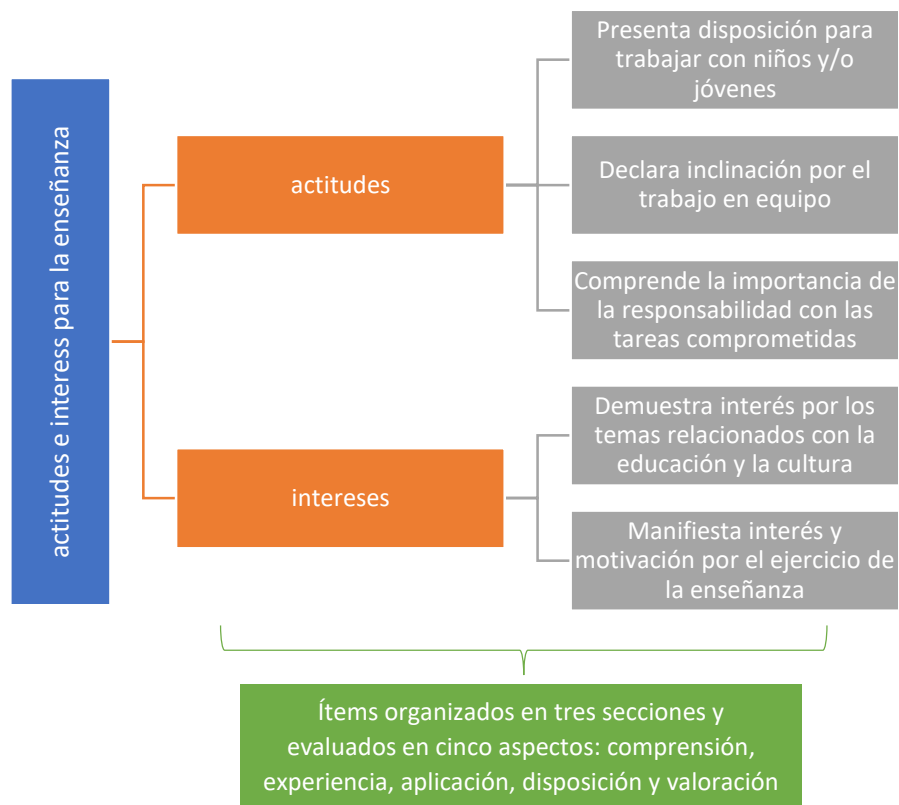 actitudes e interess para la enseñanza
actitudes
Presenta disposición para
trabajar con niños y/o
jóvenes
Declara inclinación por el
trabajo en equipo
Comprende la importancia de
la responsabilidad con las
tareas comprometidas
intereses
Demuestra interés por los
temas relacionados con la
educación y la cultura
Manifiesta interés y
motivación por el ejercicio de
la enseñanza
Ítems organizados en tres secciones y
evaluados en cinco aspectos: comprensión,
experiencia, aplicación, disposición y valoración